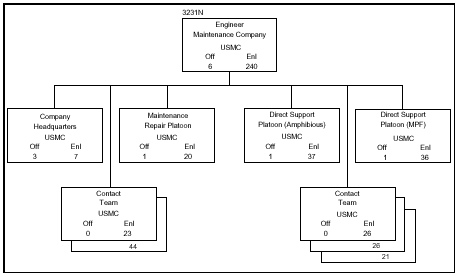 3231N
Engineer
Maintenance Company
USMC
Off Enl
6 240
Company
Headquarters
USMC
Off Enl
3 7
Maintenance
Repair Platoon
USMC
Off Enl
1 20
Direct Support
Platoon (Amphibious)
USMC
Off Enl
1 37
Direct Support
Platoon (MPF)
USMC
Off Enl
1 36
Contact
Team
USMC
Off Enl
0 23
44
Contact
Team
USMC
Off Enl
0 26
26
21